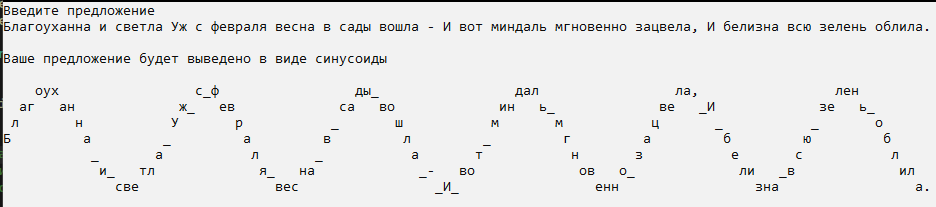 Введите предложение
Благоуханна и светла Уж с февраля весна в сады вошла - И вот миндаль мгновенно зацвела, И белизна всю зелень облила.
Ваше предложение будет выведено в виде синусоиды
оух с_ф ды_ дал ла, лен
аг ан ж_ ев са во ин ь_ ве _И зе ь_
л н У р _ ш м м ц _ _ о
Б а _ а в л _ г а б ю б
_ а л _ а т н з е с л
и_ тл я_ на _- во ов о_ ли _в ил
све вес _И_ енн зна а.